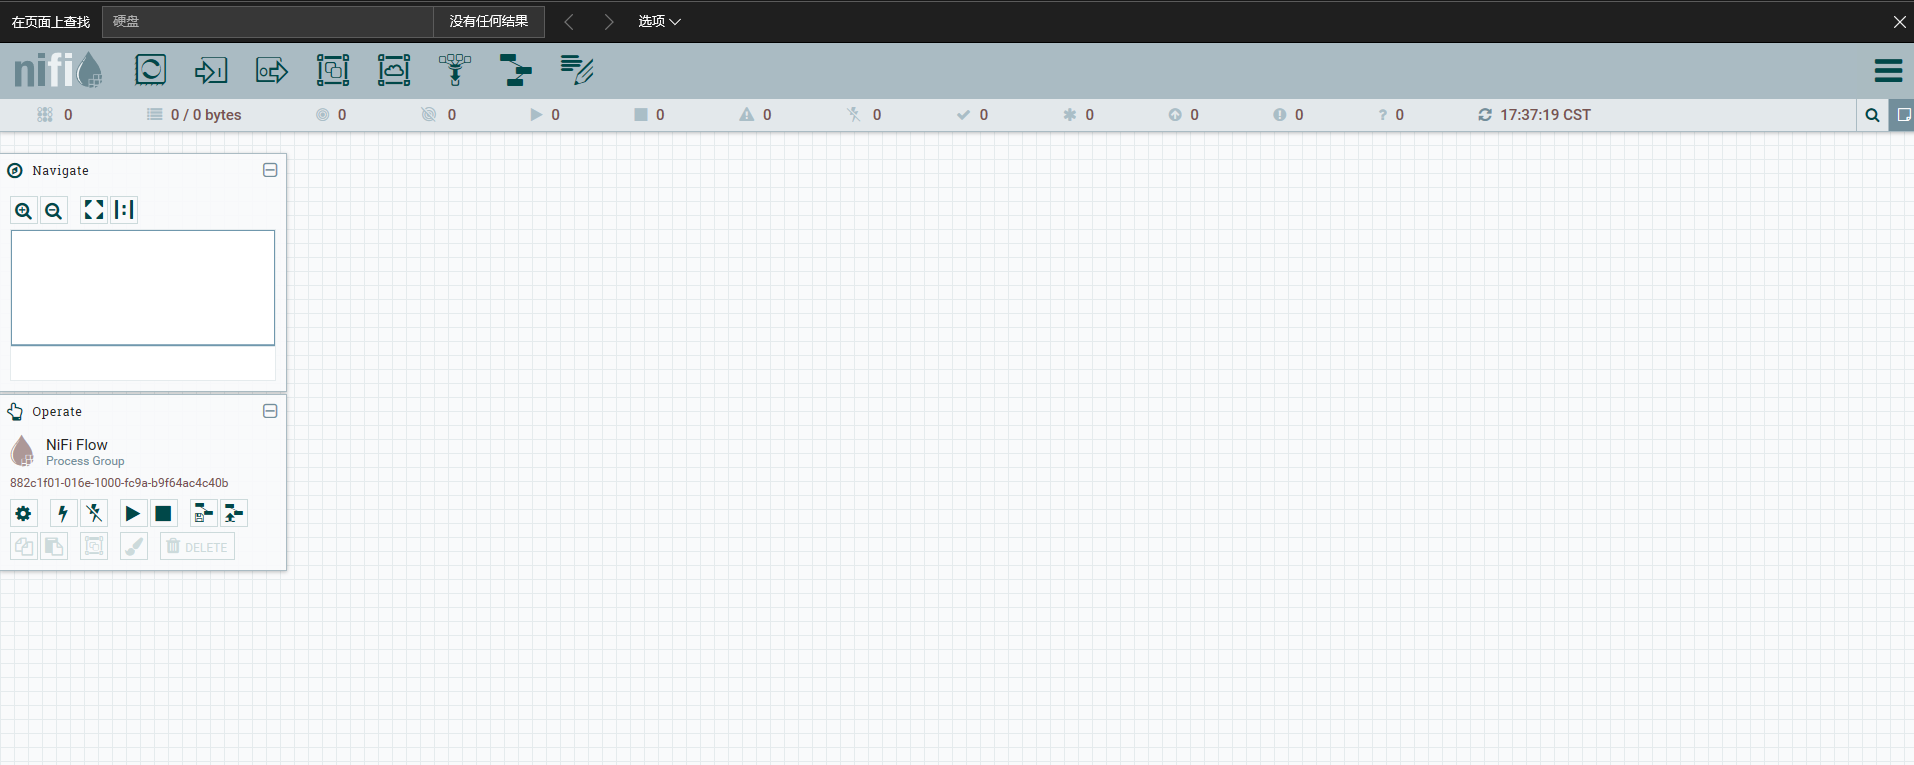 在页面上查找 硬盘 没有任何结果 选项
nifi
0 0 / 0 bytes 0 0 0 0 0 0 0 0 0 0 0 17:37:19 CST
Navigate
Operate
NiFi Flow
Process Group
882c1f01-016e-1000-fc9a-b9f64ac4c40b
DELETE